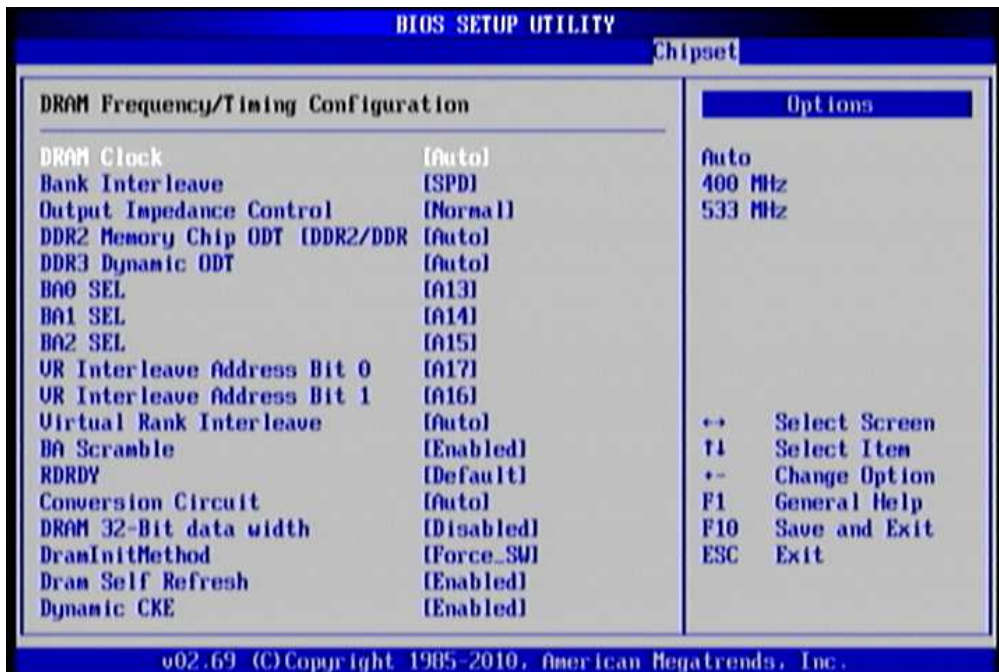 BIOS SETUP UTILITY
Chipset
DRAM Frequency/Timing Configuration
DRAM Clock [Auto]
Bank Interleave [SPD]
Output Impedance Control [Normal]
DDR2 Memory Chip ODT [DDR2/DDR [Auto]
DDR3 Dynamic ODT [Auto]
BA0 SEL [A13]
BA1 SEL [A14]
BA2 SEL [A15]
VR Interleave Address Bit 0 [A17]
VR Interleave Address Bit 1 [A16]
Virtual Rank Interleave [Auto]
BA Scramble [Enabled]
RDRDY [Default]
Conversion Circuit [Auto]
DRAM 32-Bit data width [Disabled]
DramInitMethod [Force_SW]
Dram Self Refresh [Enabled]
Dynamic CKE [Enabled]
Options
Auto
400 MHz
533 MHz
↔ Select Screen
↑↓ Select Item
+- Change Option
F1 General Help
F10 Save and Exit
ESC Exit
v02.69 (C)Copyright 1985-2010, American Megatrends, Inc.